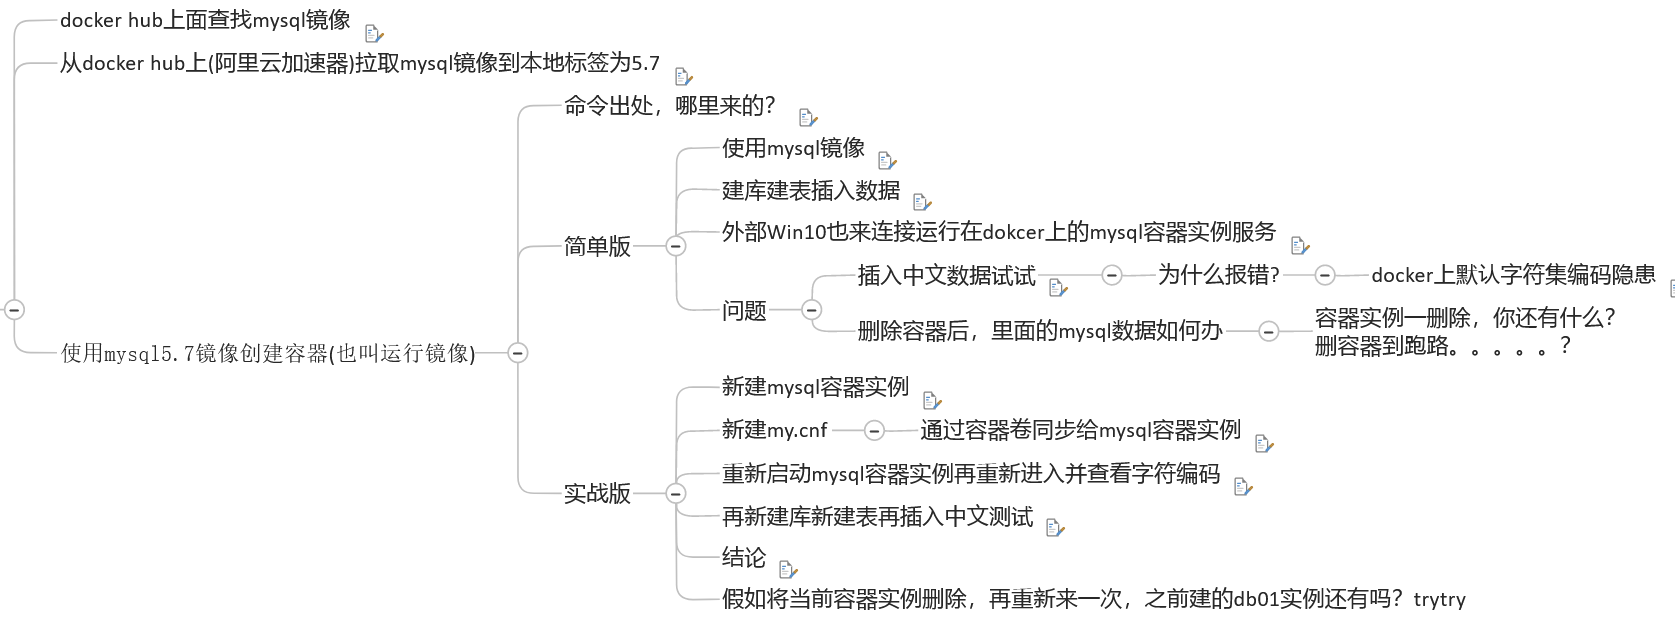 docker hub上面查找mysql镜像
从docker hub上(阿里云加速器)拉取mysql镜像到本地标签为5.7
命令出处，哪里来的？
使用mysql镜像
建库建表插入数据
外部Win10也来连接运行在dokcer上的mysql容器实例服务
简单版
插入中文数据试试
为什么报错？
docker上默认字符集编码隐患
问题
删除容器后，里面的mysql数据如何办
容器实例一删除，你还有什么？
删容器到跑路。。。。。？
使用mysql5.7镜像创建容器(也叫运行镜像)
新建mysql容器实例
新建my.cnf
通过容器卷同步给mysql容器实例
重新启动mysql容器实例再重新进入并查看字符编码
实战版
再新建库新建表再插入中文测试
结论
假如将当前容器实例删除，再重新来一次，之前建的db01实例还有吗？trytry